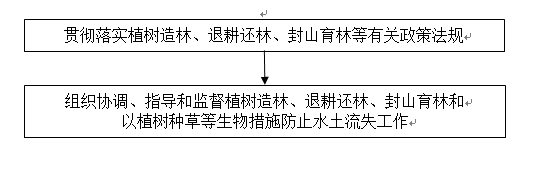 贯彻落实植树造林、退耕还林、封山育林等有关政策法规
组织协调、指导和监督植树造林、退耕还林、封山育林和
以植树种草等生物措施防止水土流失工作